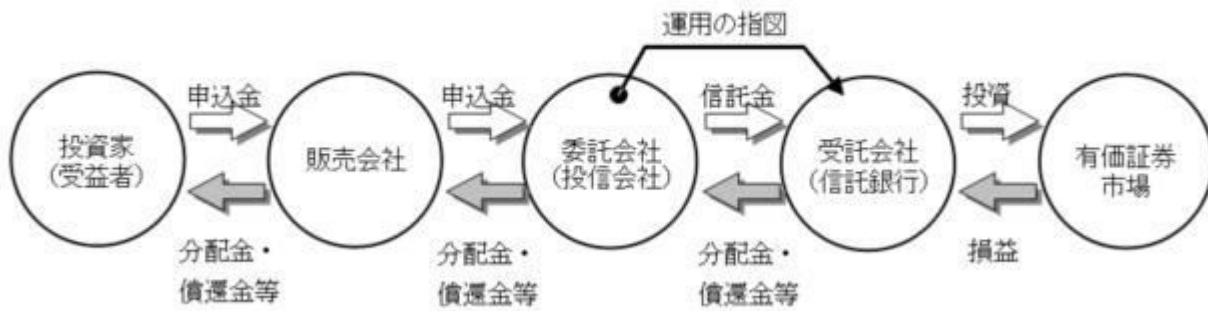 運用の指図
申込金
申込金
信託金
投資
投資家
(受益者)
販売会社
委託会社
(投信会社)
受託会社
(信託銀行)
有価証券
市場
分配金・
償還金等
分配金・
償還金等
分配金・
償還金等
損益